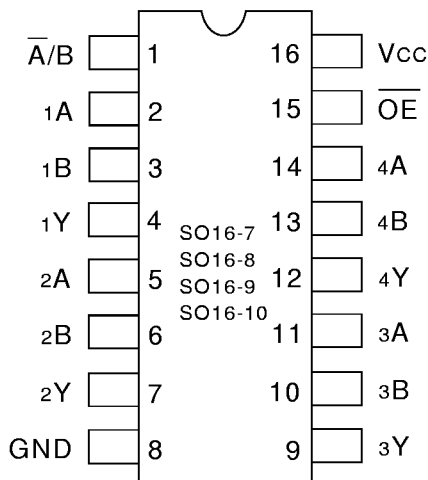 A̅/B 1 16 Vcc
1A 2 15 O̅E̅
1B 3 14 4A
1Y 4 13 4B
SO16-7
SO16-8
2A 5 12 4Y
SO16-9
SO16-10
2B 6 11 3A
2Y 7 10 3B
GND 8 9 3Y